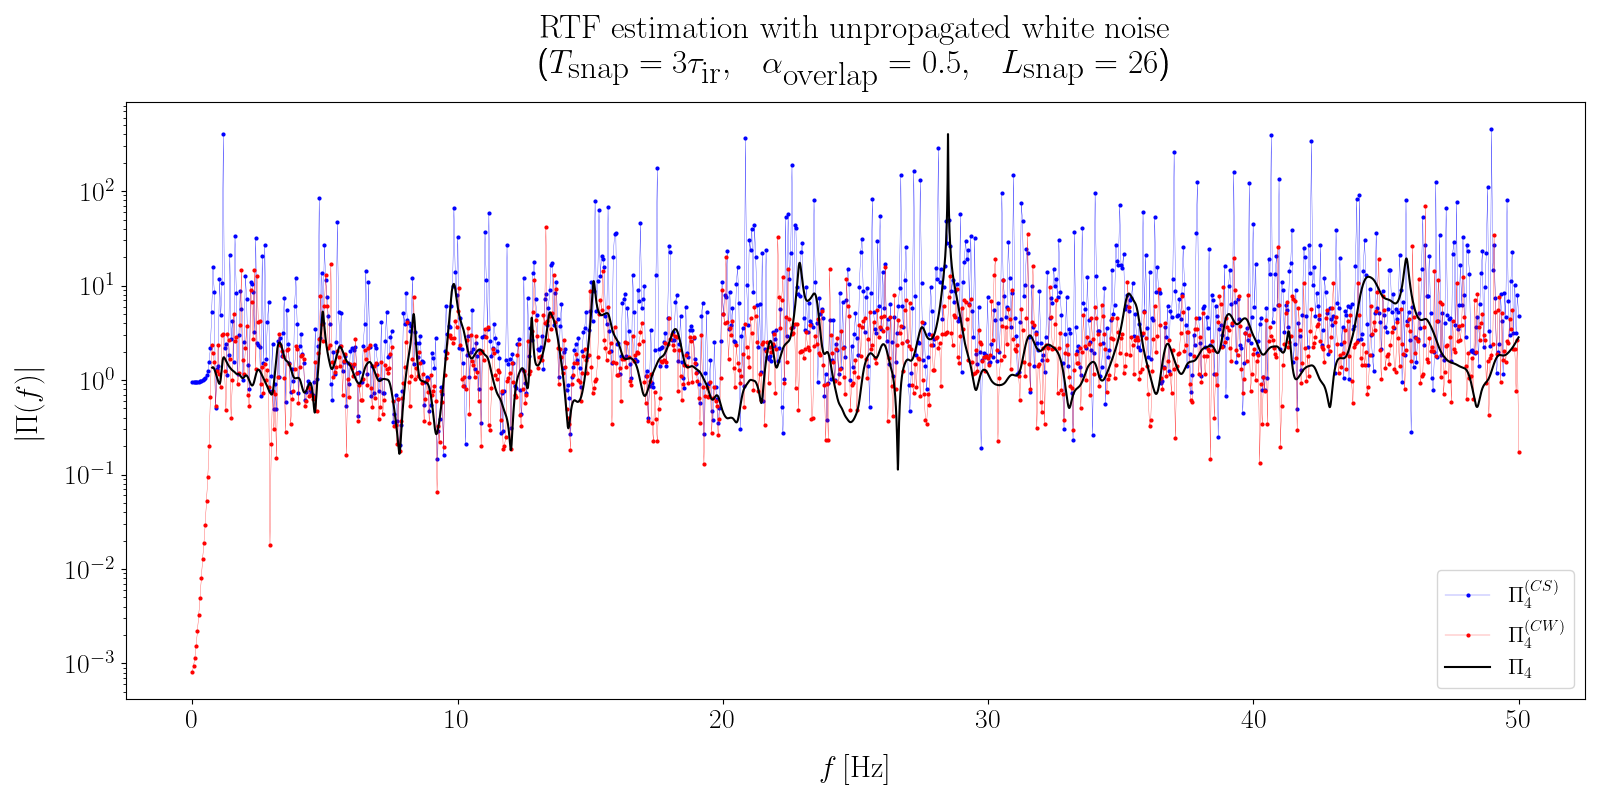 RTF estimation with unpropagated white noise
(T_snap = 3τ_ir, α_overlap = 0.5, L_snap = 26)
|Π(f)|
10^2
10^1
10^0
10^−1
10^−2
10^−3
0 10 20 30 40 50
f [Hz]
Π_4^(CS)
Π_4^(CW)
Π_4